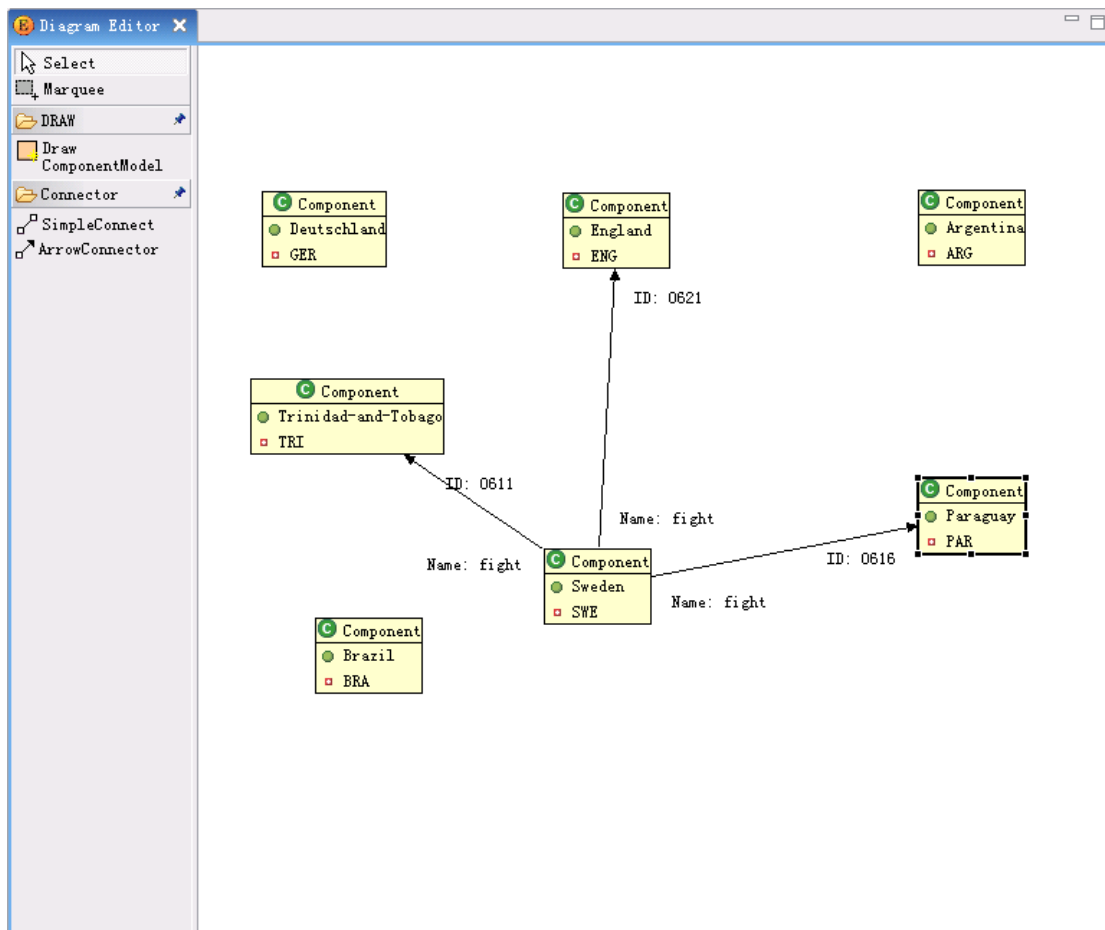 Diagram Editor
Select
Marquee
DRAW
Draw
ComponentModel
Connector
SimpleConnect
ArrowConnector
C Component
Deutschland
GER
C Component
England
ENG
C Component
Argentina
ARG
ID: 0621
C Component
Trinidad-and-Tobago
TRI
ID: 0611
C Component
Paraguay
PAR
Name: fight
ID: 0616
Name: fight
C Component
Sweden
SWE
Name: fight
C Component
Brazil
BRA